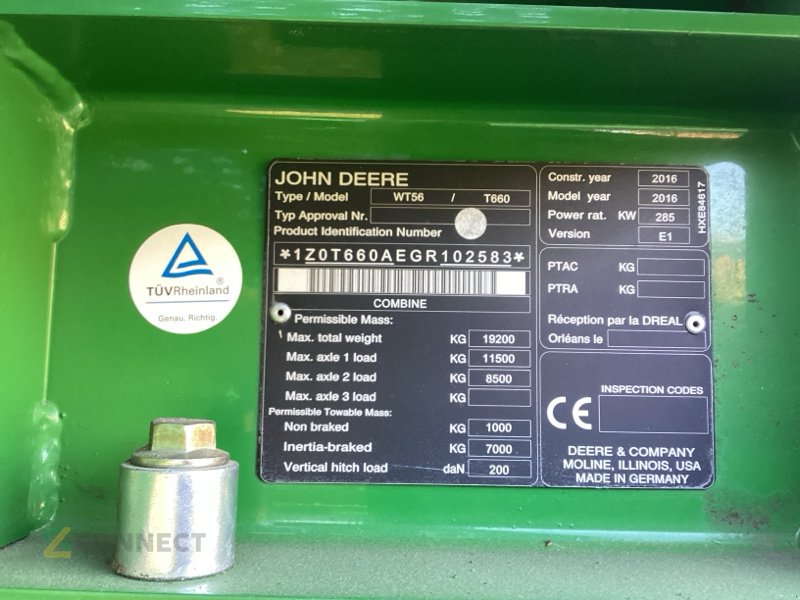 TÜVRheinland®
Genau. Richtig.
JOHN DEERE
Type / Model WT56 / T660
Typ Approval Nr.
Product Identification Number
*1Z0T660AEGR102583*
COMBINE
Permissible Mass:
Max. total weight KG 19200
Max. axle 1 load KG 11500
Max. axle 2 load KG 8500
Max. axle 3 load KG
Permissible Towable Mass:
Non braked KG 1000
Inertia-braked KG 7000
Vertical hitch load daN 200
Constr. year 2016
Model year 2016
Power rat. KW 285
Version E1
HXE84617
PTAC KG
PTRA KG
Réception par la DREAL
Orléans le
INSPECTION CODES
CE
DEERE & COMPANY
MOLINE, ILLINOIS, USA
MADE IN GERMANY